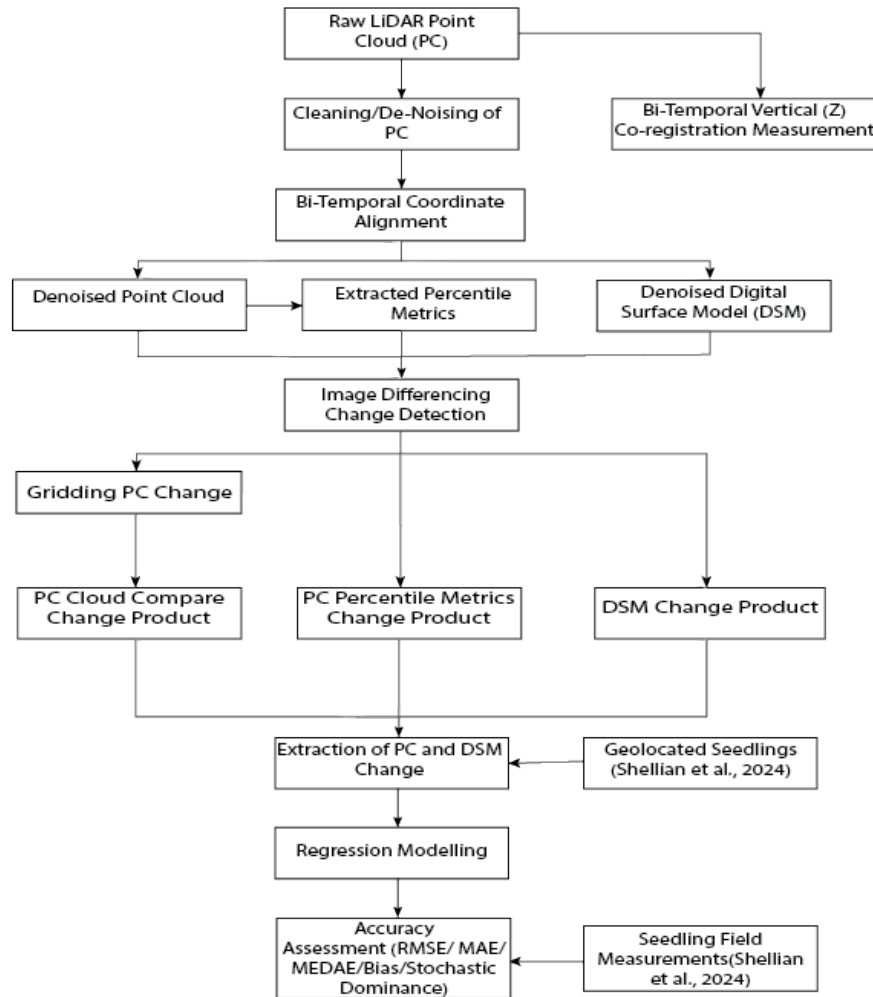 Raw LiDAR Point
Cloud (PC)
Cleaning/De-Noising of
PC
Bi-Temporal Vertical (Z)
Co-registration Measurement
Bi-Temporal Coordinate
Alignment
Denoised Point Cloud
Extracted Percentile
Metrics
Denoised Digital
Surface Model (DSM)
Image Differencing
Change Detection
Gridding PC Change
PC Cloud Compare
Change Product
PC Percentile Metrics
Change Product
DSM Change Product
Extraction of PC and DSM
Change
Geolocated Seedlings
(Shellian et al., 2024)
Regression Modelling
Accuracy
Assessment (RMSE/ MAE/
MEDAE/Bias/Stochastic
Dominance)
Seedling Field
Measurements(Shellian
et al., 2024)